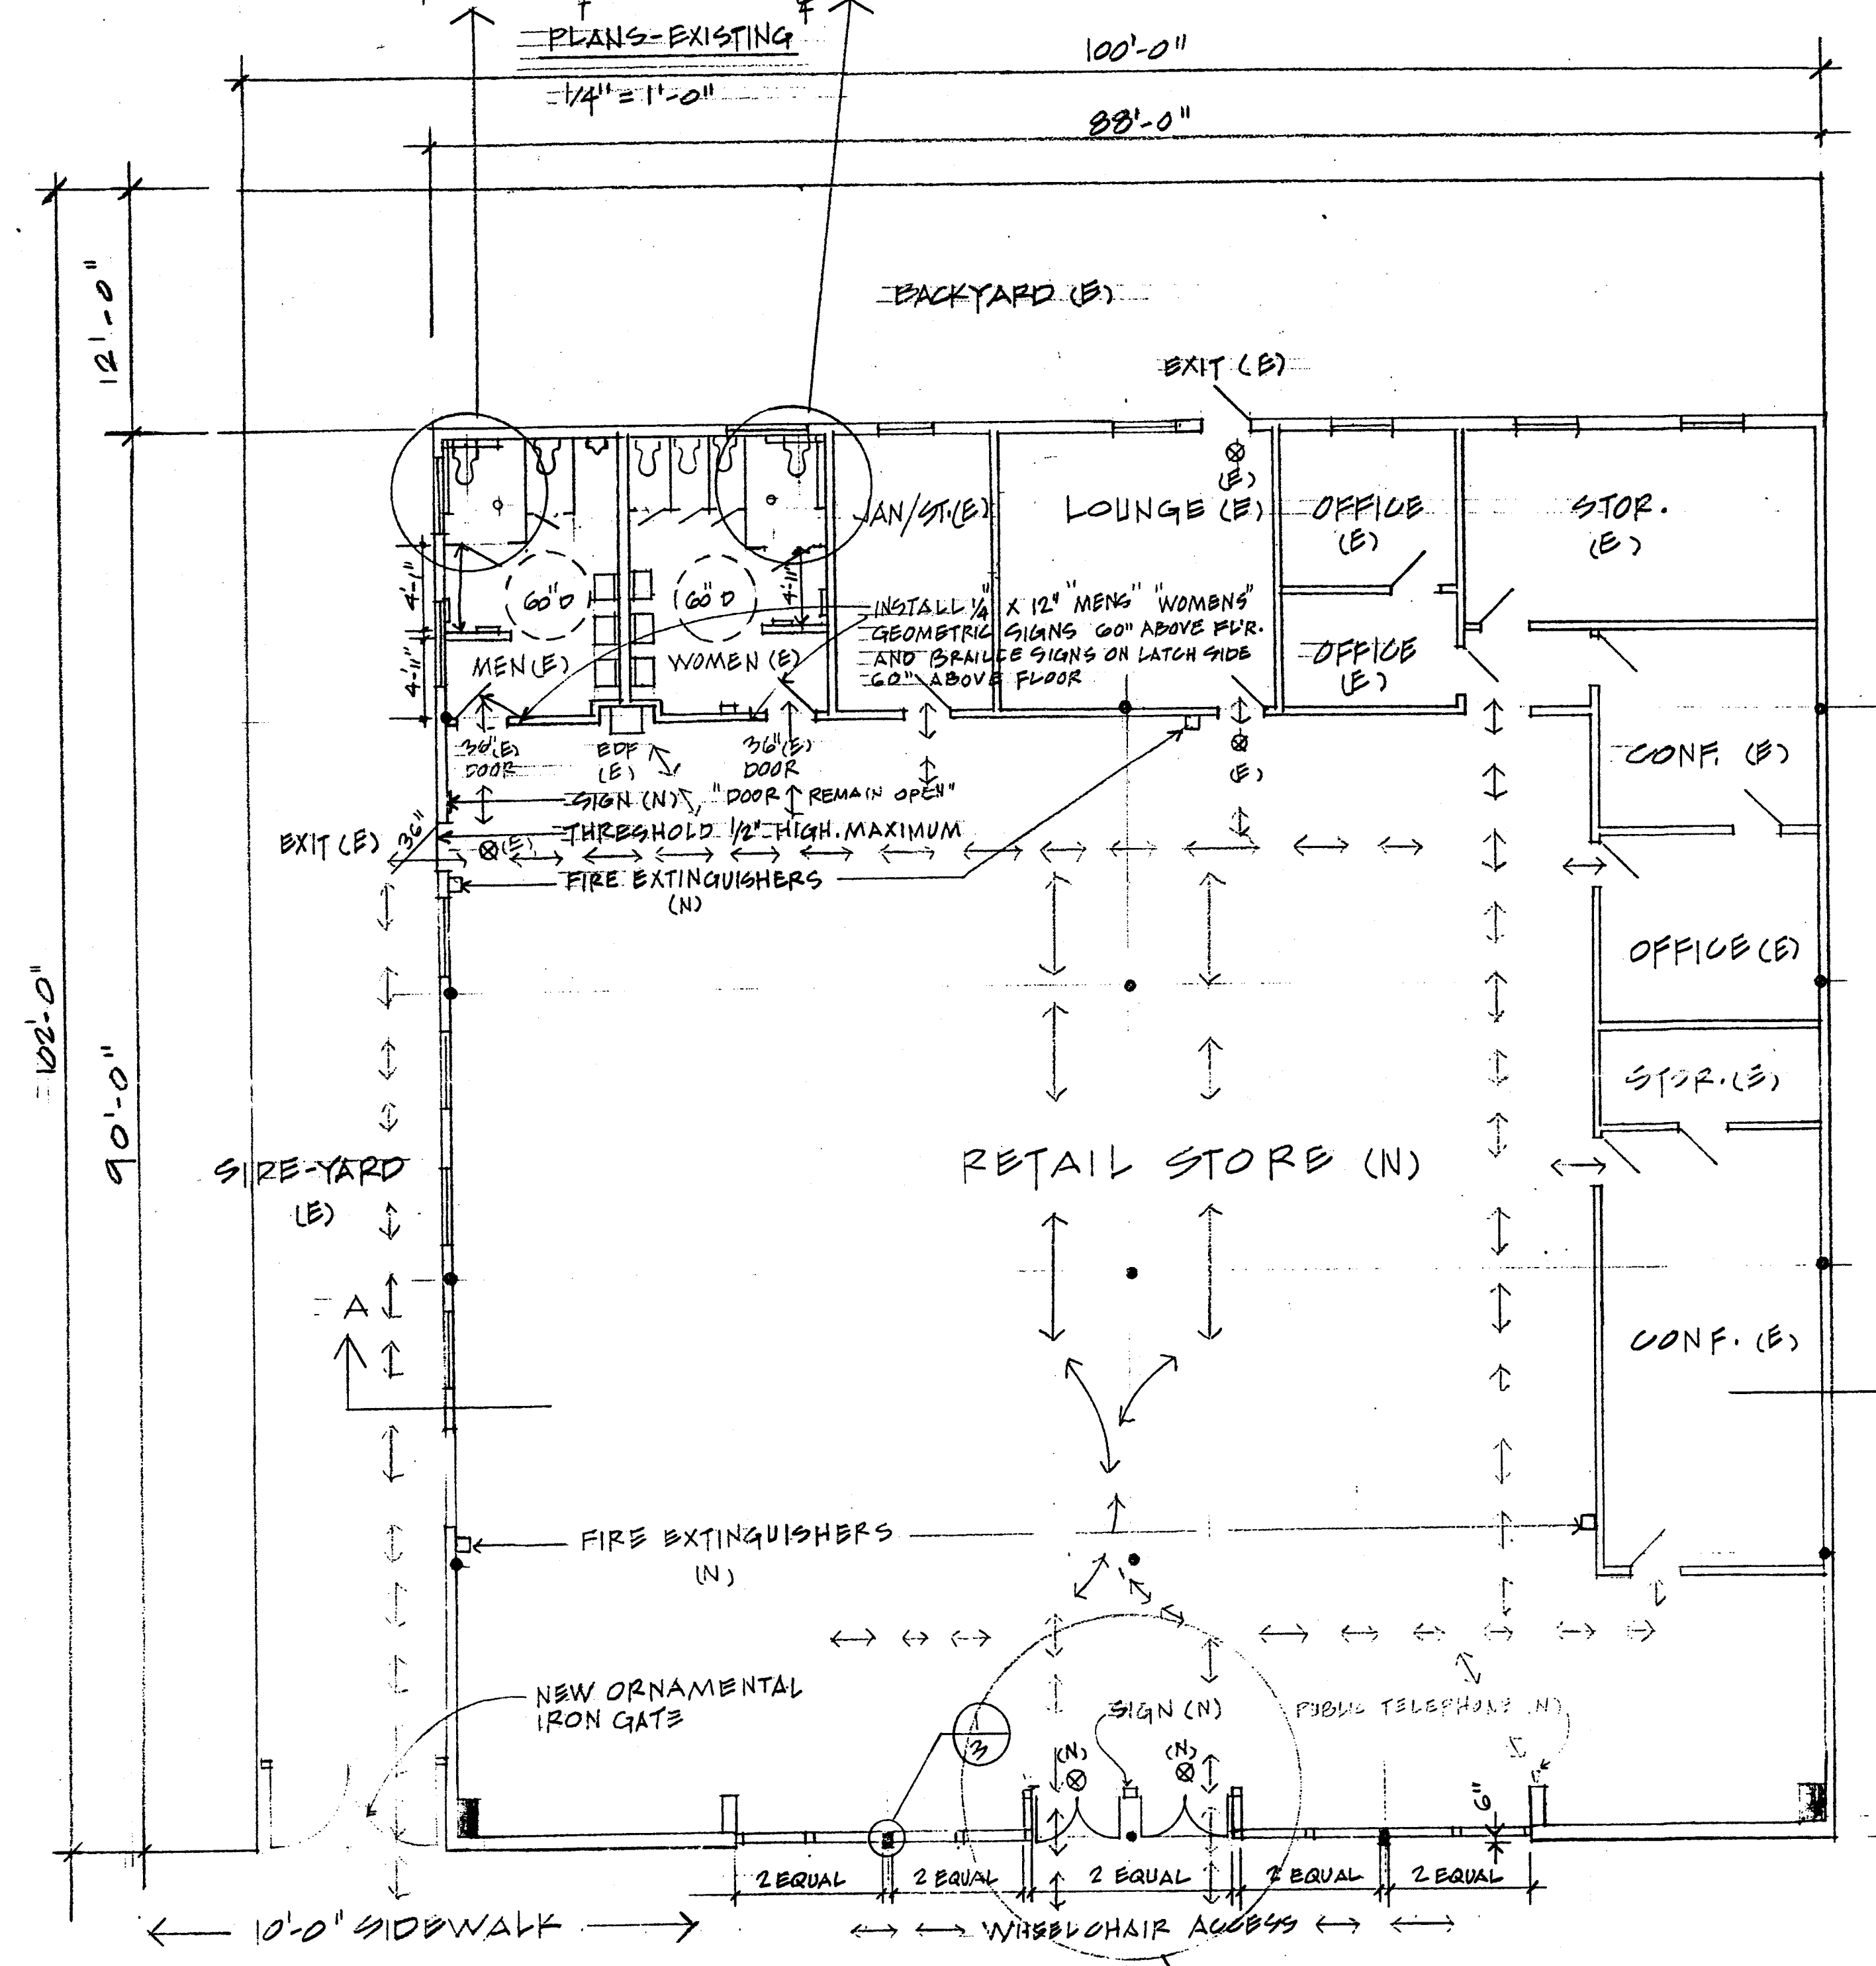 PLANS-EXISTING
1/4" = 1'-0"
100'-0"
88'-0"
12'-0"
BACKYARD (E)
EXIT (E)
(E)
JAN/ST.(E)
LOUNGE (E)
OFFICE
(E)
STOR.
(E)
4'-1"
60"D
60"D
4'-11"
INSTALL 1/4" X 12" "MENS" "WOMENS"
GEOMETRIC SIGNS 60" ABOVE FL'R.
AND BRAILLE SIGNS ON LATCH SIDE
60" ABOVE FLOOR
4'-11"
MEN (E)
WOMEN (E)
OFFICE
(E)
36"(E)
DOOR
EDF
(E)
36"(E)
DOOR
(E)
CONF. (E)
SIGN (N), "DOOR REMAIN OPEN"
THRESHOLD 1/2" HIGH. MAXIMUM
EXIT (E)
36"
(E)
FIRE EXTINGUISHERS
(N)
OFFICE (E)
102'-0"
90'-0"
STOR. (E)
SIRE-YARD
(E)
RETAIL STORE (N)
A
CONF. (E)
FIRE EXTINGUISHERS
(N)
NEW ORNAMENTAL
IRON GATE
1
3
SIGN (N)
PUBLIC TELEPHONE (N)
(N)
(N)
6"
2 EQUAL
2 EQUAL
2 EQUAL
2 EQUAL
2 EQUAL
10'-0" SIDEWALK
WHEELCHAIR ACCESS